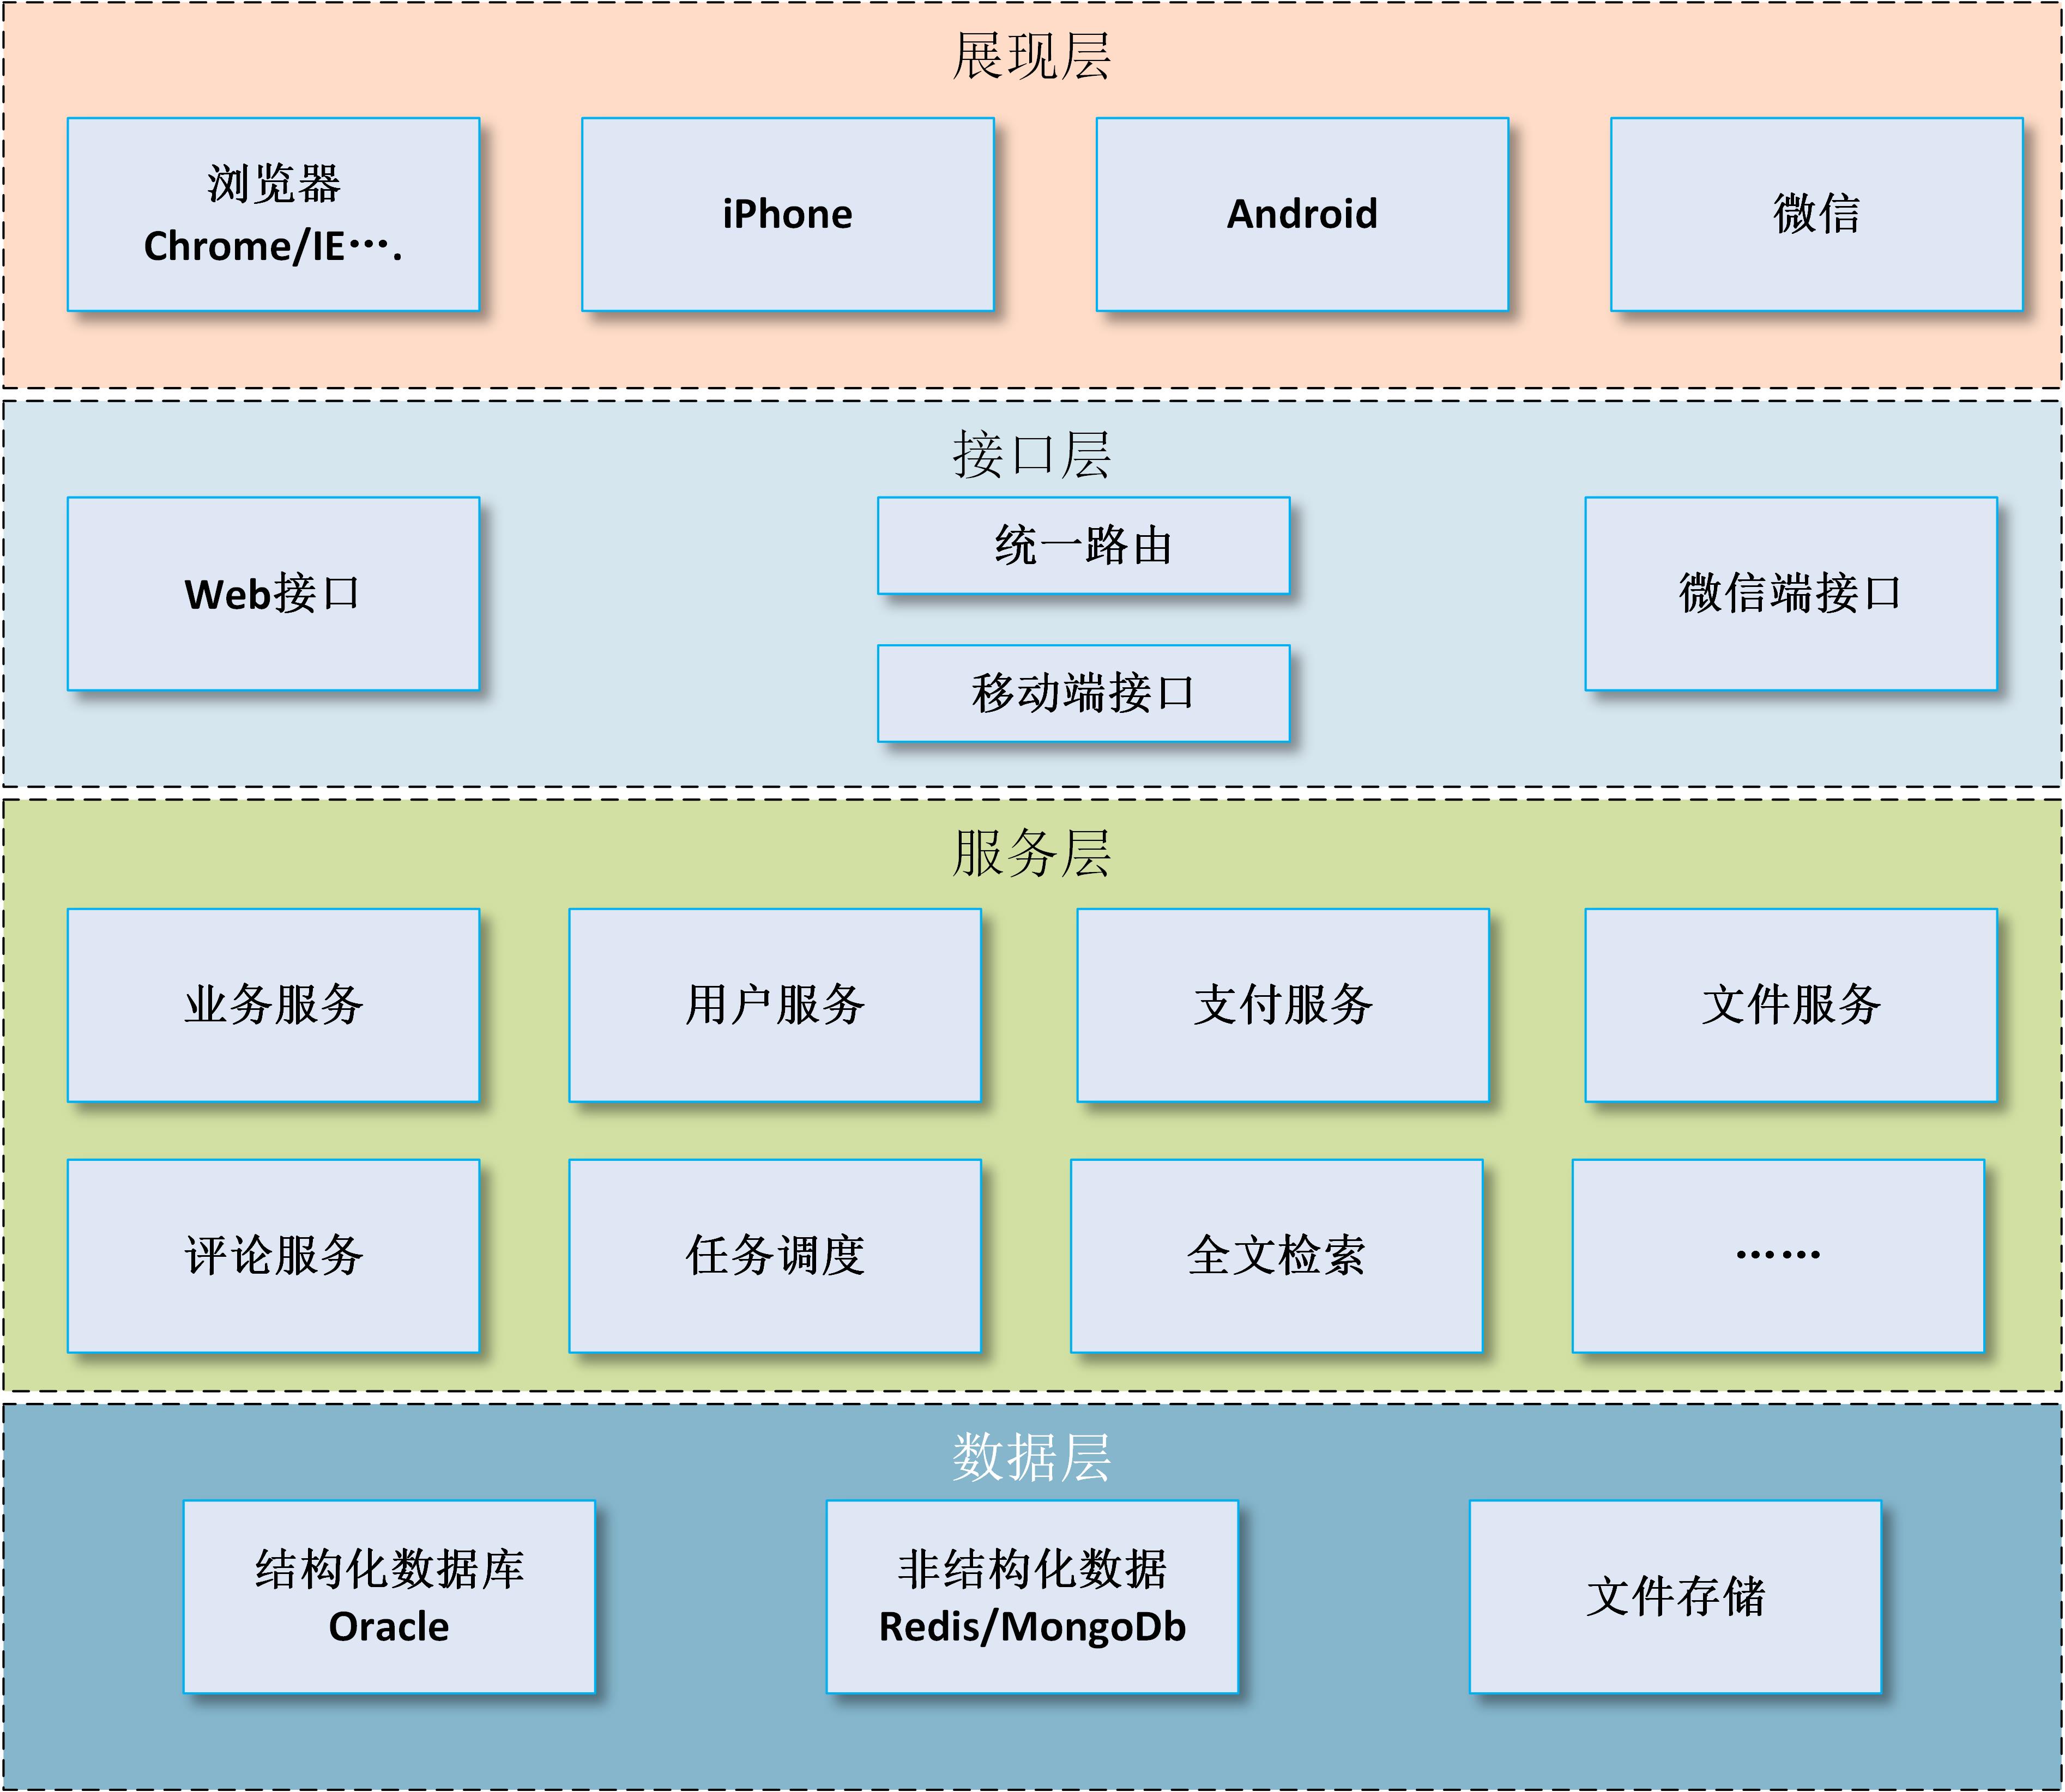 展现层
浏览器
Chrome/IE….
iPhone
Android
微信
接口层
Web接口
统一路由
移动端接口
微信端接口
服务层
业务服务
用户服务
支付服务
文件服务
评论服务
任务调度
全文检索
……
数据层
结构化数据库
Oracle
非结构化数据
Redis/MongoDb
文件存储